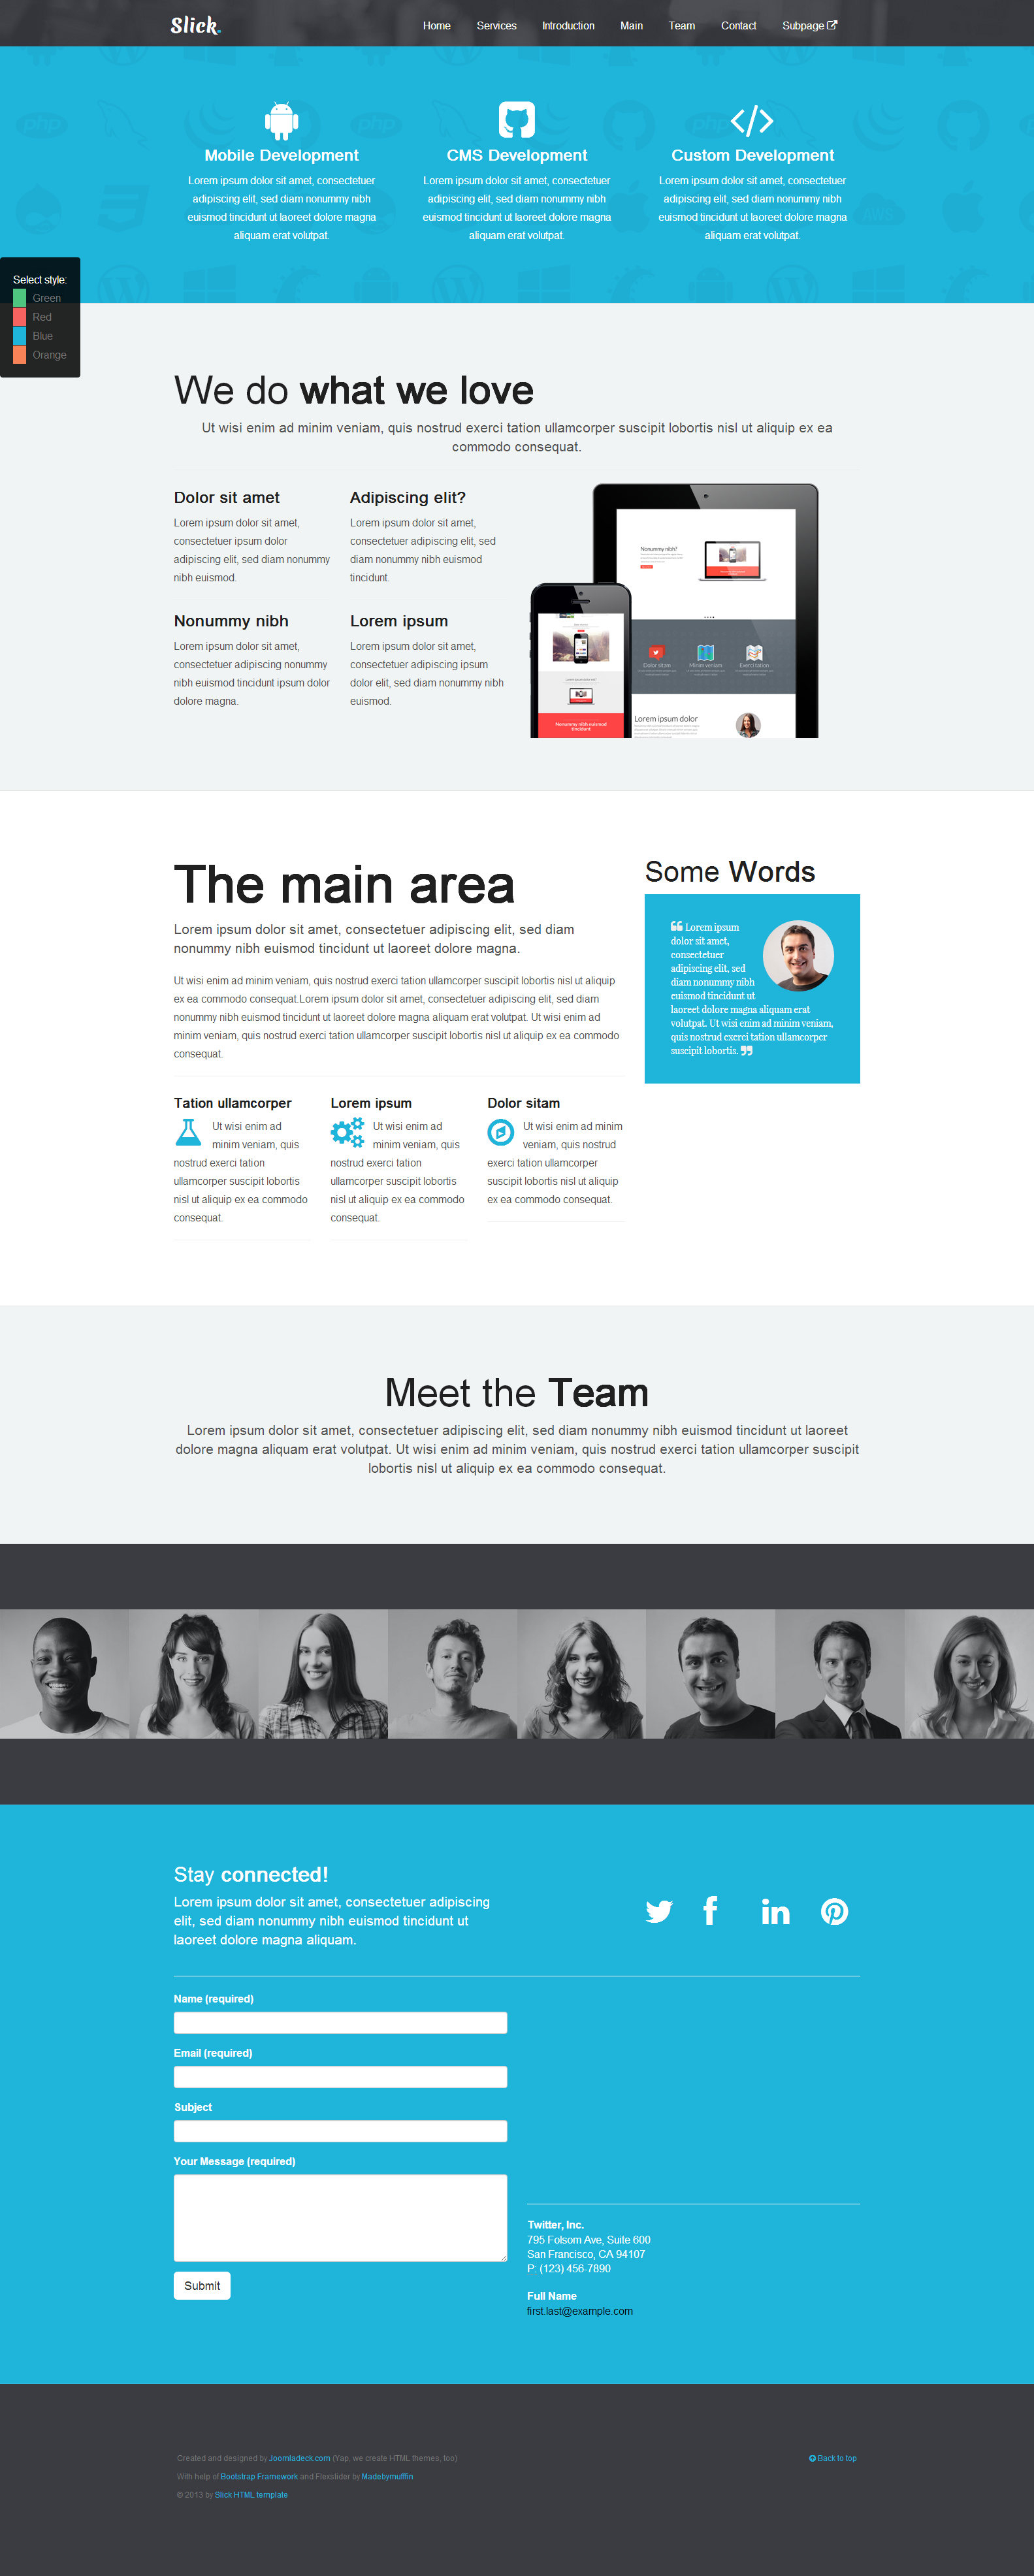 Slick.
Home Services Introduction Main Team Contact Subpage
php
php
Mobile Development
Lorem ipsum dolor sit amet, consectetuer
adipiscing elit, sed diam nonummy nibh
euismod tincidunt ut laoreet dolore magna
aliquam erat volutpat.
CMS Development
Lorem ipsum dolor sit amet, consectetuer
adipiscing elit, sed diam nonummy nibh
euismod tincidunt ut laoreet dolore magna
aliquam erat volutpat.
Custom Development
Lorem ipsum dolor sit amet, consectetuer
adipiscing elit, sed diam nonummy nibh
euismod tincidunt ut laoreet dolore magna
aliquam erat volutpat.
AWS
Select style:
Green
Red
Blue
Orange
We do what we love
Ut wisi enim ad minim veniam, quis nostrud exerci tation ullamcorper suscipit lobortis nisl ut aliquip ex ea
commodo consequat.
Dolor sit amet
Lorem ipsum dolor sit amet,
consectetuer ipsum dolor
adipiscing elit, sed diam nonummy
nibh euismod.
Adipiscing elit?
Lorem ipsum dolor sit amet,
consectetuer adipiscing elit, sed
diam nonummy nibh euismod
tincidunt.
Nonummy nibh
Lorem ipsum dolor sit amet,
consectetuer adipiscing nonummy
nibh euismod tincidunt ipsum dolor
dolore magna.
Lorem ipsum
Lorem ipsum dolor sit amet,
consectetuer adipiscing ipsum
dolor elit, sed diam nonummy nibh
euismod.
Nonummy nibh?
Dolor sitam
Minim veniam
Exerci tation
Lorem ipsum dolor
Nonummy nibh euismod
tincidunt
The main area
Lorem ipsum dolor sit amet, consectetuer adipiscing elit, sed diam
nonummy nibh euismod tincidunt ut laoreet dolore magna.
Ut wisi enim ad minim veniam, quis nostrud exerci tation ullamcorper suscipit lobortis nisl ut aliquip
ex ea commodo consequat.Lorem ipsum dolor sit amet, consectetuer adipiscing elit, sed diam
nonummy nibh euismod tincidunt ut laoreet dolore magna aliquam erat volutpat. Ut wisi enim ad
minim veniam, quis nostrud exerci tation ullamcorper suscipit lobortis nisl ut aliquip ex ea commodo
consequat.
Tation ullamcorper
Ut wisi enim ad
minim veniam, quis
nostrud exerci tation
ullamcorper suscipit lobortis
nisl ut aliquip ex ea commodo
consequat.
Lorem ipsum
Ut wisi enim ad
minim veniam, quis
nostrud exerci tation
ullamcorper suscipit lobortis
nisl ut aliquip ex ea commodo
consequat.
Dolor sitam
Ut wisi enim ad minim
veniam, quis nostrud
exerci tation ullamcorper
suscipit lobortis nisl ut aliquip
ex ea commodo consequat.
Some Words
“ Lorem ipsum
dolor sit amet,
consectetuer
adipiscing elit, sed
diam nonummy nibh
euismod tincidunt ut
laoreet dolore magna aliquam erat
volutpat. Ut wisi enim ad minim veniam,
quis nostrud exerci tation ullamcorper
suscipit lobortis. ”
Meet the Team
Lorem ipsum dolor sit amet, consectetuer adipiscing elit, sed diam nonummy nibh euismod tincidunt ut laoreet
dolore magna aliquam erat volutpat. Ut wisi enim ad minim veniam, quis nostrud exerci tation ullamcorper suscipit
lobortis nisl ut aliquip ex ea commodo consequat.
Stay connected!
Lorem ipsum dolor sit amet, consectetuer adipiscing
elit, sed diam nonummy nibh euismod tincidunt ut
laoreet dolore magna aliquam.
Name (required)
Email (required)
Subject
Your Message (required)
Submit
Twitter, Inc.
795 Folsom Ave, Suite 600
San Francisco, CA 94107
P: (123) 456-7890
Full Name
first.last@example.com
Created and designed by Joomladeck.com (Yap, we create HTML themes, too)
With help of Bootstrap Framework and Flexslider by Madebymufffin
© 2013 by Slick HTML template
Back to top